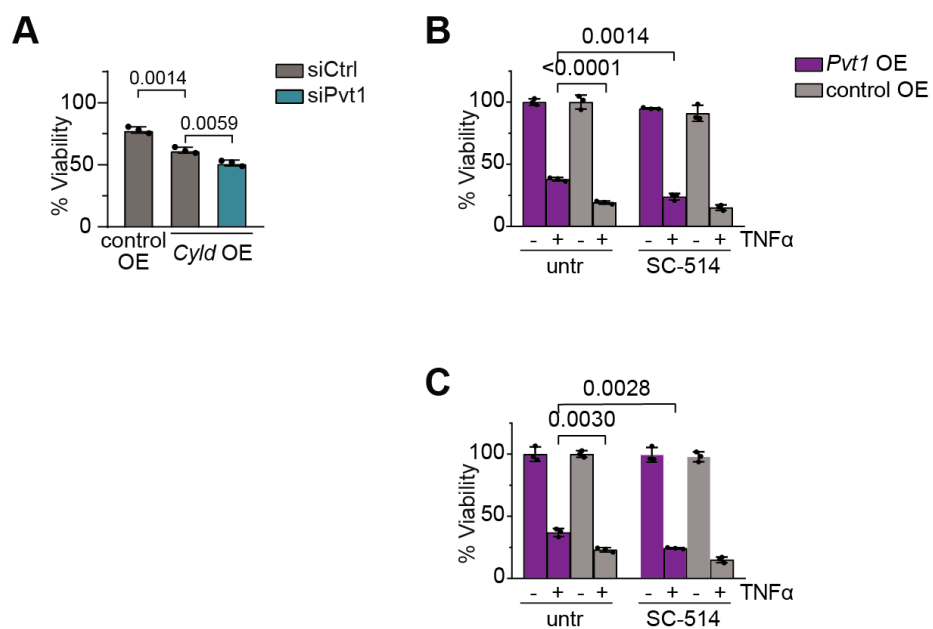 A
siCtrl
siPvt1
0.0014
0.0059
% Viability
100
50
0
control
OE
Cyld OE
B
0.0014
<0.0001
Pvt1 OE
control OE
% Viability
100
50
0
- + - + - + - + TNFα
untr SC-514
C
0.0028
0.0030
% Viability
100
50
0
- + - + - + - + TNFα
untr SC-514